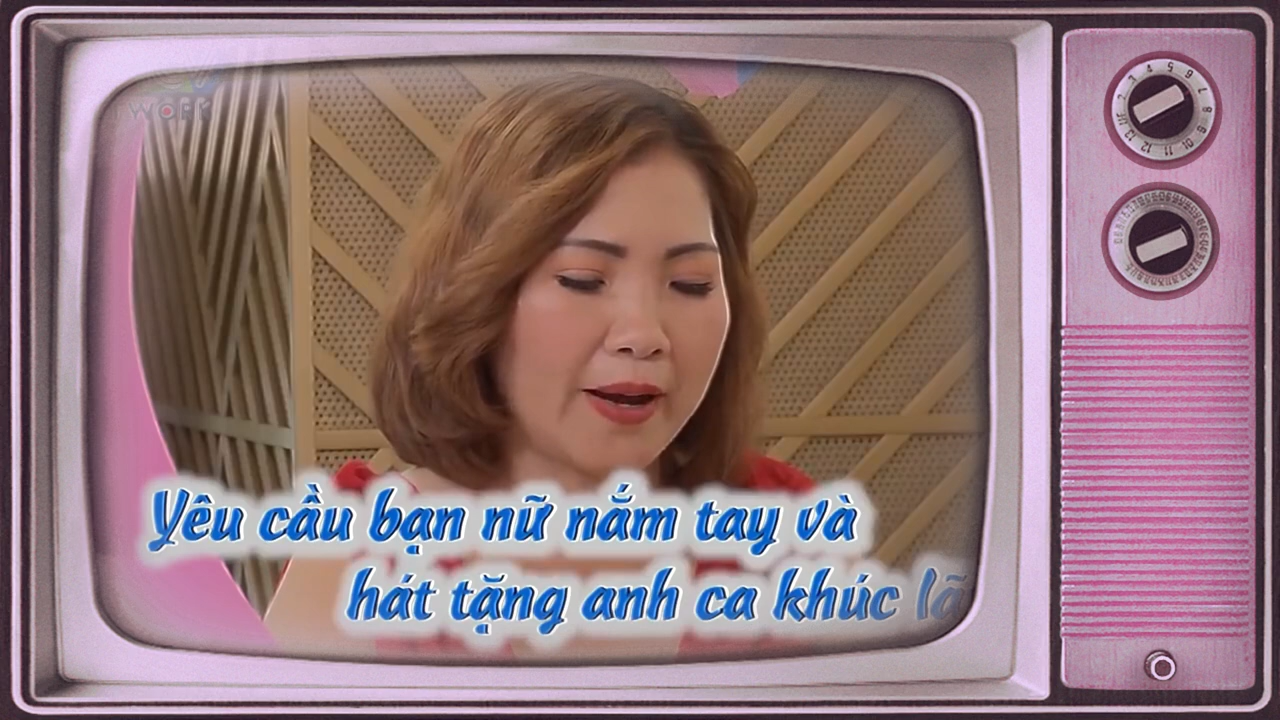 Yêu cầu bạn nữ nắm tay và
hát tặng anh ca khúc